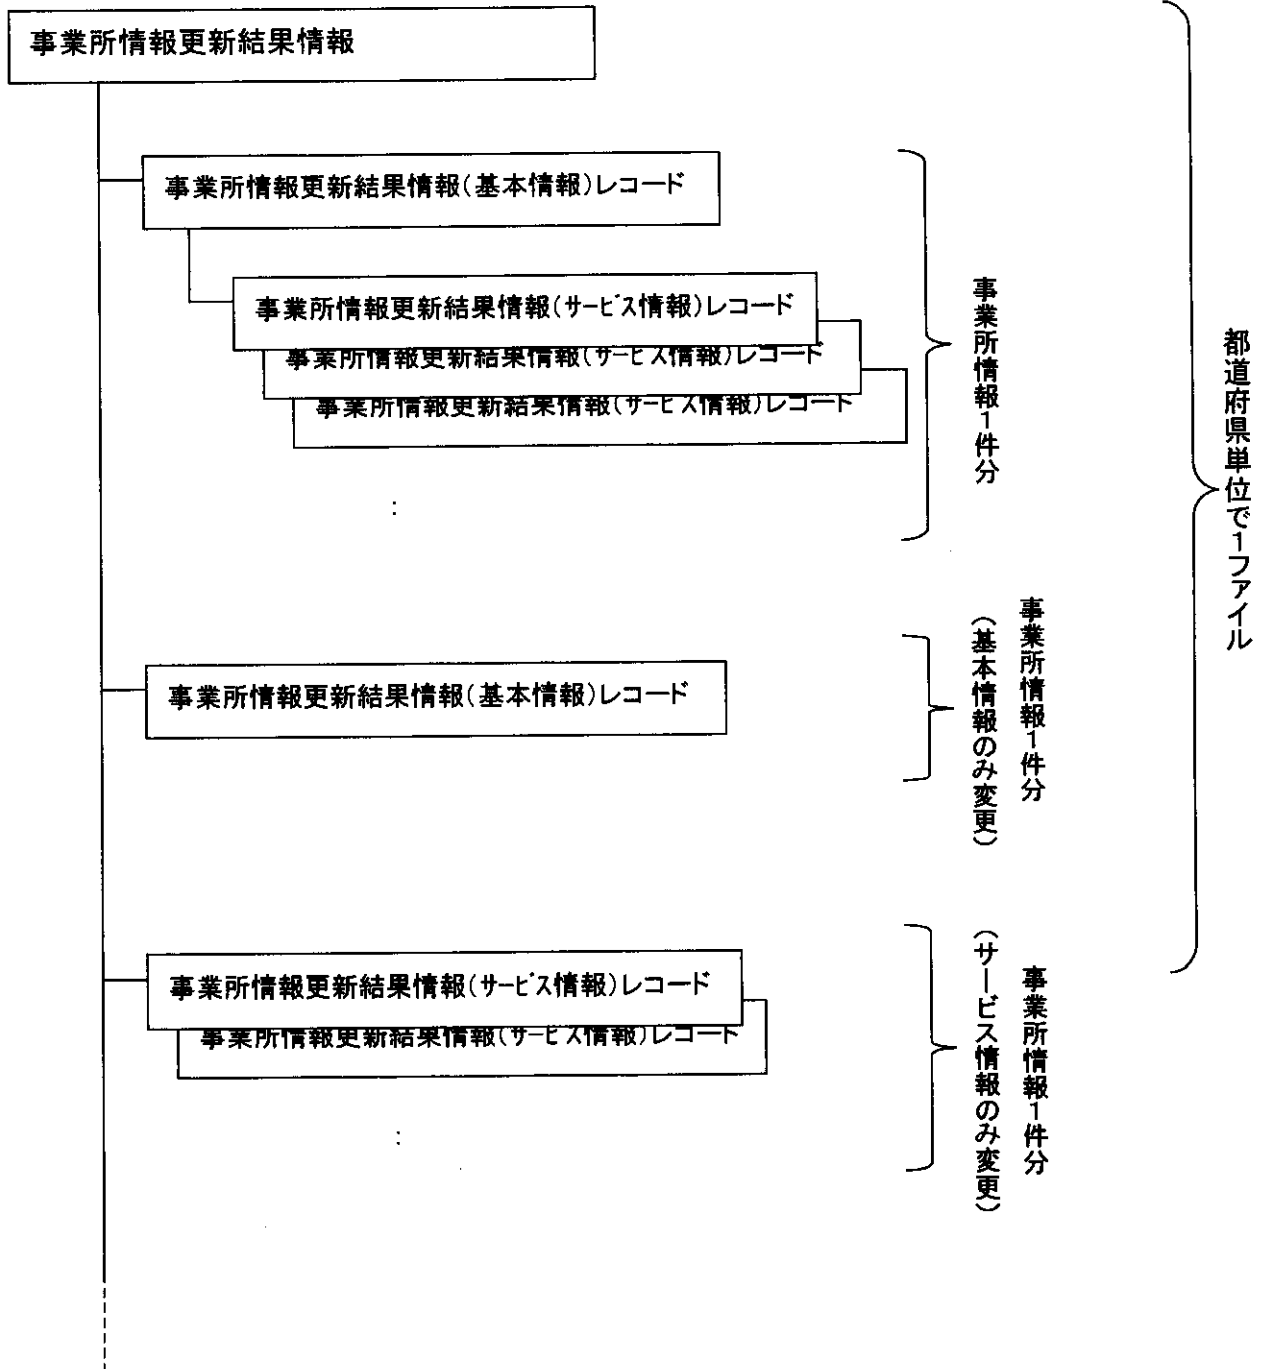 事業所情報更新結果情報
事業所情報更新結果情報(基本情報)レコード
事業所情報更新結果情報(サービス情報)レコード
事業所情報更新結果情報(サービス情報)レコード
事業所情報更新結果情報(サービス情報)レコード
:
事業所情報1件分
事業所情報更新結果情報(基本情報)レコード
事業所情報1件分
(基本情報のみ変更)
事業所情報更新結果情報(サービス情報)レコード
事業所情報更新結果情報(サービス情報)レコード
:
事業所情報1件分
(サービス情報のみ変更)
都道府県単位で1ファイル